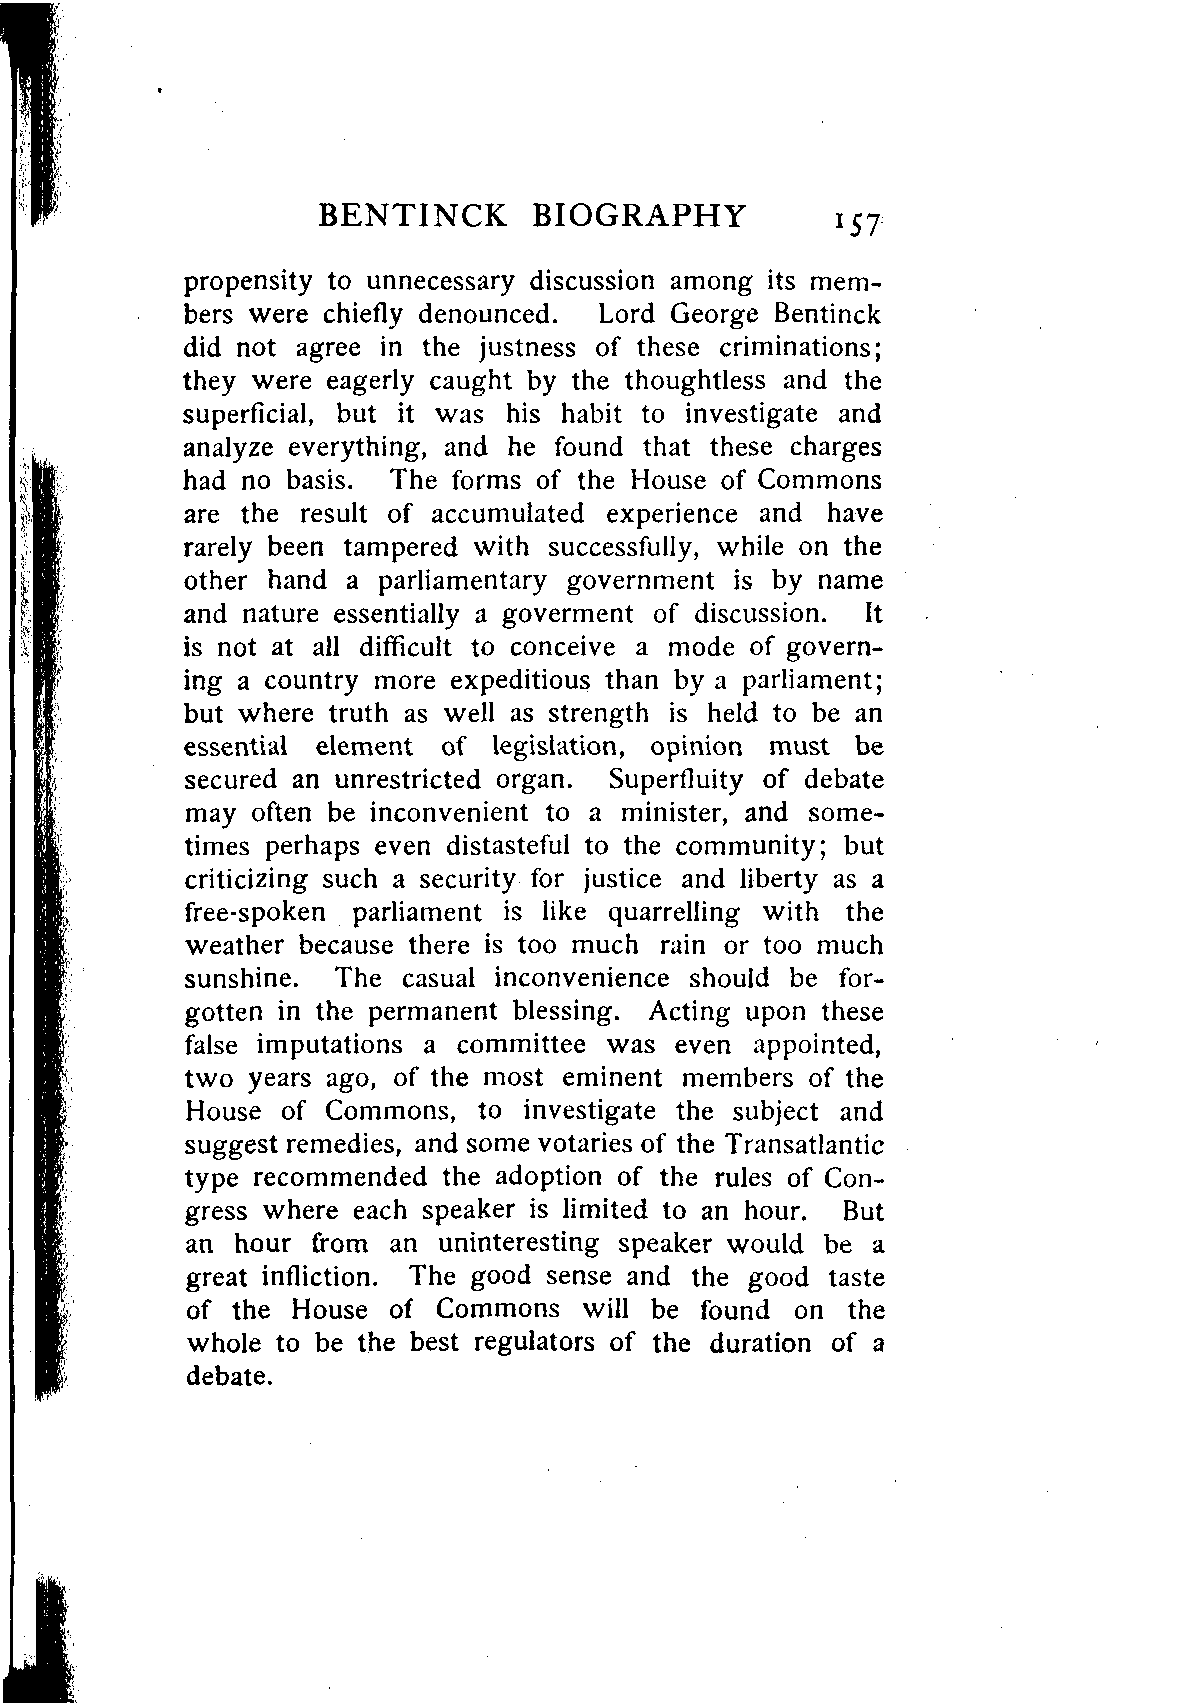 BENTINCK BIOGRAPHY 157
propensity to unnecessary discussion among its mem-
bers were chiefly denounced. Lord George Bentinck
did not agree in the justness of these criminations;
they were eagerly caught by the thoughtless and the
superficial, but it was his habit to investigate and
analyze everything, and he found that these charges
had no basis. The forms of the House of Commons
are the result of accumulated experience and have
rarely been tampered with successfully, while on the
other hand a parliamentary government is by name
and nature essentially a goverment of discussion. It
is not at all difficult to conceive a mode of govern-
ing a country more expeditious than by a parliament;
but where truth as well as strength is held to be an
essential element of legislation, opinion must be
secured an unrestricted organ. Superfluity of debate
may often be inconvenient to a minister, and some-
times perhaps even distasteful to the community; but
criticizing such a security for justice and liberty as a
free-spoken parliament is like quarrelling with the
weather because there is too much rain or too much
sunshine. The casual inconvenience should be for-
gotten in the permanent blessing. Acting upon these
false imputations a committee was even appointed,
two years ago, of the most eminent members of the
House of Commons, to investigate the subject and
suggest remedies, and some votaries of the Transatlantic
type recommended the adoption of the rules of Con-
gress where each speaker is limited to an hour. But
an hour from an uninteresting speaker would be a
great infliction. The good sense and the good taste
of the House of Commons will be found on the
whole to be the best regulators of the duration of a
debate.